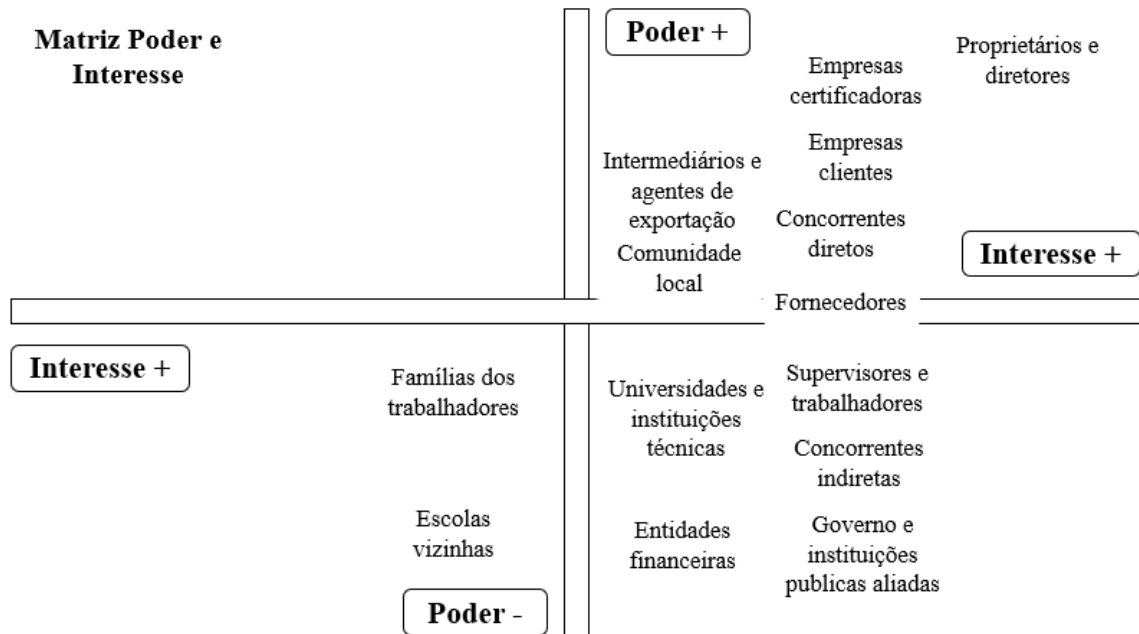 Matriz Poder e
Interesse
Poder +
Proprietários e
diretores
Empresas
certificadoras
Empresas
clientes
Intermediários e
agentes de
exportação
Concorrentes
diretos
Comunidade
local
Interesse +
Fornecedores
Interesse +
Famílias dos
trabalhadores
Universidades e
instituições
técnicas
Supervisores e
trabalhadores
Concorrentes
indiretas
Escolas
vizinhas
Entidades
financeiras
Governo e
instituições
publicas aliadas
Poder -